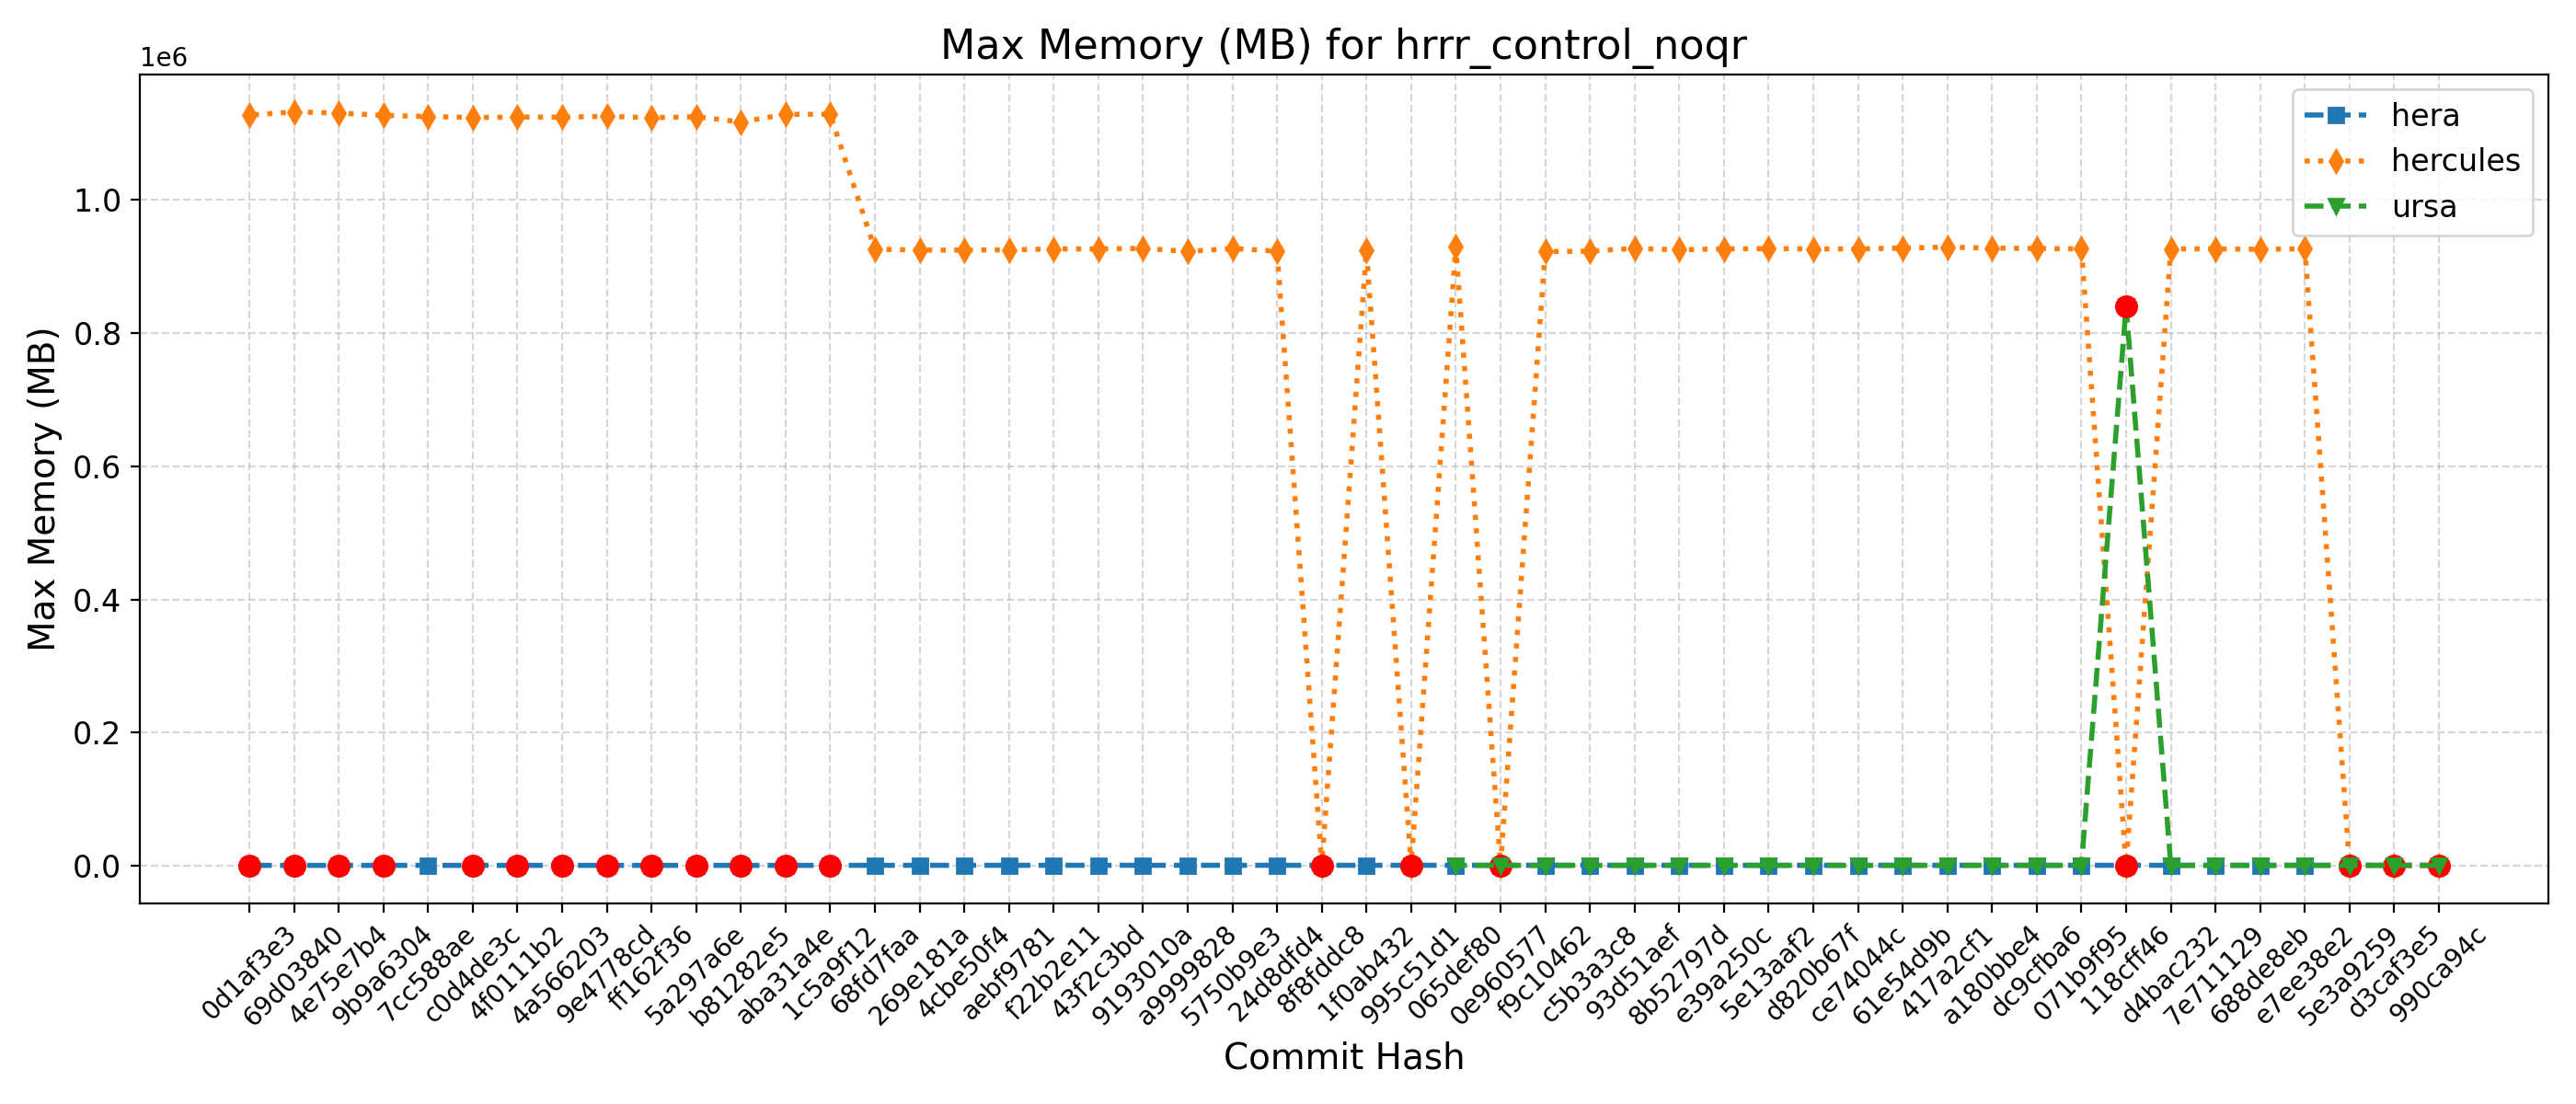 Max Memory (MB) for hrrr_control_noqr
1e6
1.0
0.8
0.6
0.4
0.2
0.0
Max Memory (MB)
hera
hercules
ursa
0d1af3e3
69d03840
4e75e7b4
9b9a6304
7cc588ae
c0d4de3c
4f0111b2
4a566203
9e4778cd
ff162f36
5a297a6e
b81282e5
aba31a4e
1c5a9f12
68fd7faa
269e181a
4cbe50f4
aebf9781
f22b2e11
43f2c3bd
9193010a
a9999828
5750b9e3
24d8dfd4
8f8fddc8
1f0ab432
995c51d1
065def80
0e960577
f9c10462
c5b3a3c8
93d51aef
8b52797d
e39a250c
5e13aaf2
d820b67f
ce74044c
61e54d9b
417a2cf1
a180bbe4
dc9cfba6
071b9f95
118cff46
d4bac232
7e711129
688de8eb
e7ee38e2
5e3a9259
d3caf3e5
990ca94c
Commit Hash